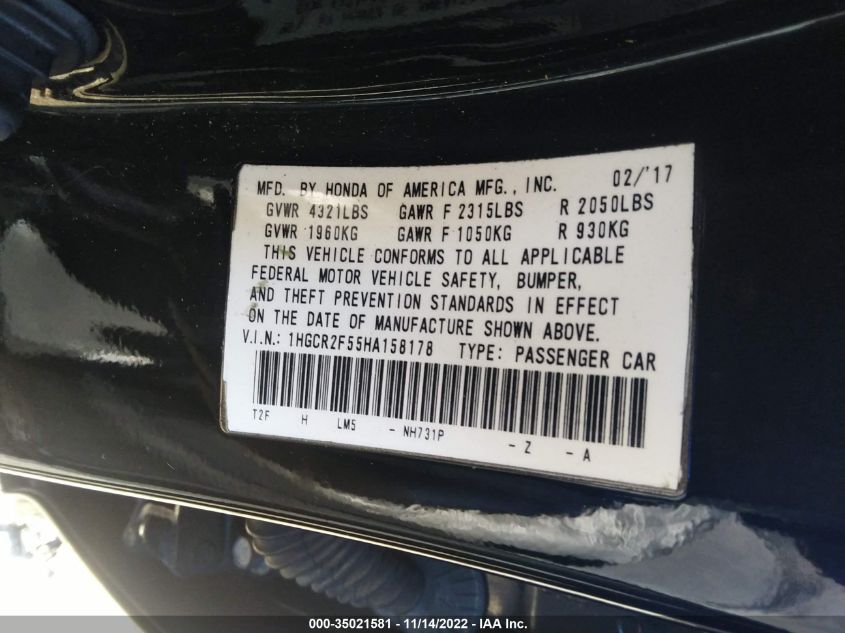 MFD. BY HONDA OF AMERICA MFG., INC. 02/'17
GVWR 4321LBS GAWR F 2315LBS R 2050LBS
GVWR 1960KG GAWR F 1050KG R 930KG
THIS VEHICLE CONFORMS TO ALL APPLICABLE
FEDERAL MOTOR VEHICLE SAFETY, BUMPER,
AND THEFT PREVENTION STANDARDS IN EFFECT
ON THE DATE OF MANUFACTURE SHOWN ABOVE.
V.I.N.: 1HGCR2F55HA158178 TYPE: PASSENGER CAR
T2F H LM5 - NH731P - Z - A
000-35021581 - 11/14/2022 - IAA Inc.